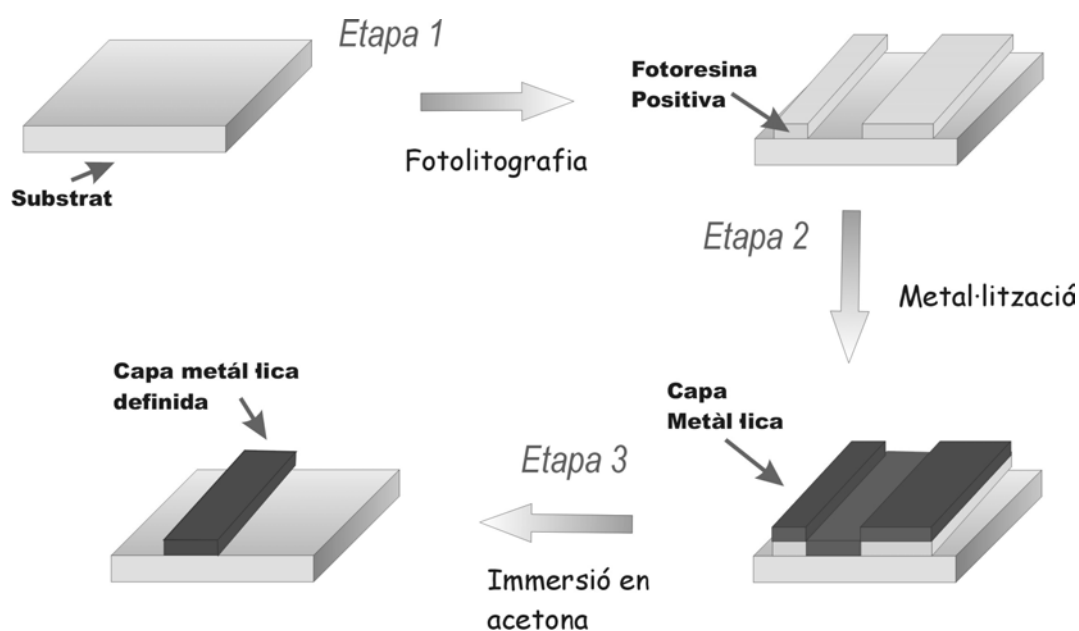 Etapa 1
Fotolitografia
Substrat
Fotoresina
Positiva
Etapa 2
Metal·lització
Capa
Metàl·lica
Etapa 3
Immersió en
acetona
Capa metál·lica
definida